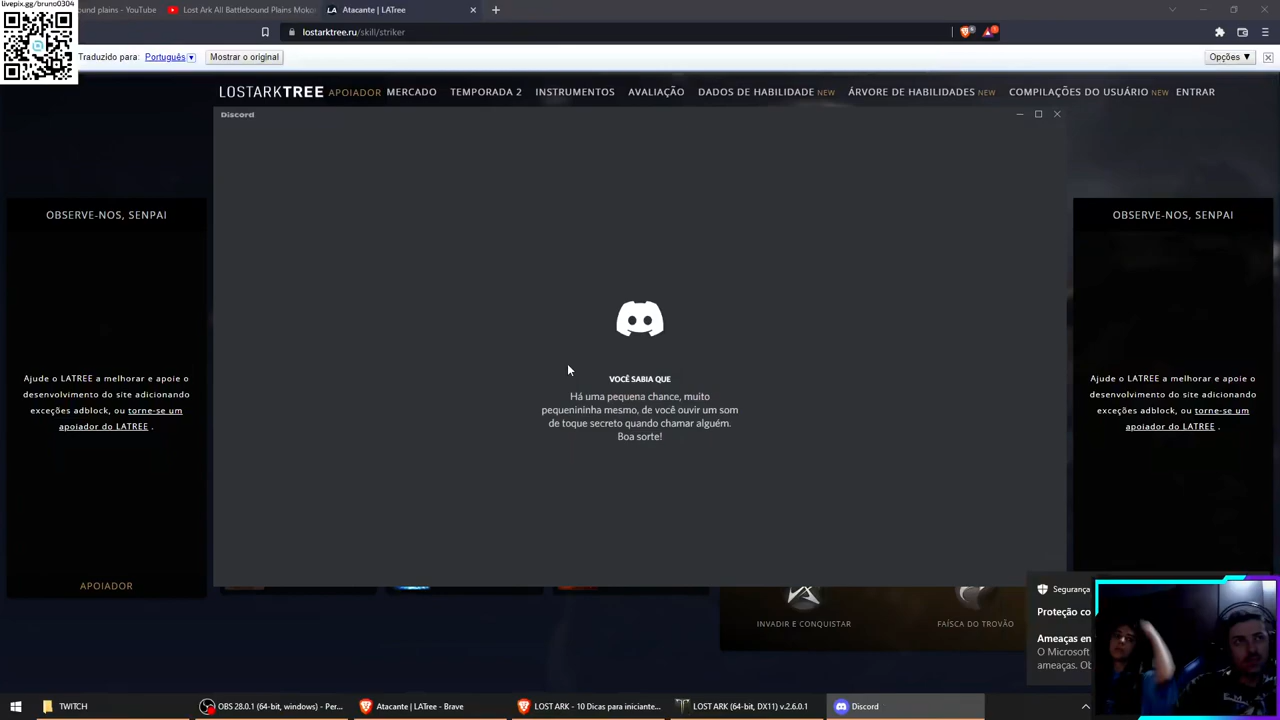 livepix.gg/bruno0304
ound plains - YouTube
Lost Ark All Battlebound Plains Moko
LA Atacante | LATree
lostarktree.ru/skill/striker
Traduzido para: Português Mostrar o original
Opções ▼
LOSTARKTREE APOIADOR MERCADO TEMPORADA 2 INSTRUMENTOS AVALIAÇÃO DADOS DE HABILIDADE NEW ÁRVORE DE HABILIDADES NEW COMPILAÇÕES DO USUÁRIO NEW ENTRAR
Discord
OBSERVE-NOS, SENPAI
OBSERVE-NOS, SENPAI
VOCÊ SABIA QUE
Há uma pequena chance, muito
pequenininha mesmo, de você ouvir um som
de toque secreto quando chamar alguém.
Boa sorte!
Ajude o LATREE a melhorar e apoie o
desenvolvimento do site adicionando
exceções adblock, ou torne-se um
apoiador do LATREE .
Ajude o LATREE a melhorar e apoie o
desenvolvimento do site adicionando
exceções adblock, ou torne-se um
apoiador do LATREE .
APOIADOR
INVADIR E CONQUISTAR
FAÍSCA DO TROVÃO
Segurança
Proteção co
Ameaças en
O Microsoft
ameaças. Ob
TWITCH
OBS 28.0.1 (64-bit, windows) - Per...
Atacante | LATree - Brave
LOST ARK - 10 Dicas para iniciante...
LOST ARK (64-bit, DX11) v.2.6.0.1
Discord